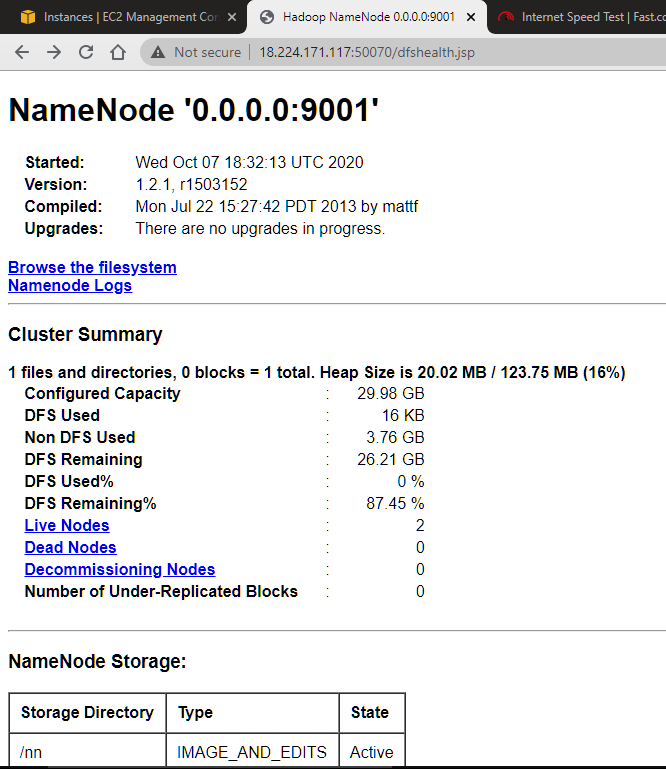 Instances | EC2 Management Cor
Hadoop NameNode 0.0.0.0:9001
Internet Speed Test | Fast.co
Not secure | 18.224.171.117:50070/dfshealth.jsp
NameNode '0.0.0.0:9001'
Started: Wed Oct 07 18:32:13 UTC 2020
Version: 1.2.1, r1503152
Compiled: Mon Jul 22 15:27:42 PDT 2013 by mattf
Upgrades: There are no upgrades in progress.
Browse the filesystem
Namenode Logs
Cluster Summary
1 files and directories, 0 blocks = 1 total. Heap Size is 20.02 MB / 123.75 MB (16%)
Configured Capacity : 29.98 GB
DFS Used : 16 KB
Non DFS Used : 3.76 GB
DFS Remaining : 26.21 GB
DFS Used% : 0 %
DFS Remaining% : 87.45 %
Live Nodes : 2
Dead Nodes : 0
Decommissioning Nodes : 0
Number of Under-Replicated Blocks : 0
NameNode Storage:
Storage Directory Type State
/nn IMAGE_AND_EDITS Active